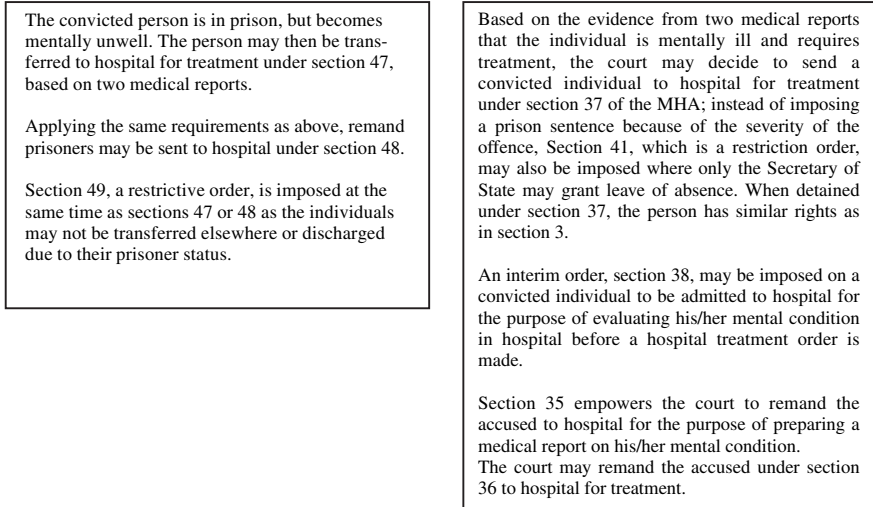 The convicted person is in prison, but becomes
mentally unwell. The person may then be trans-
ferred to hospital for treatment under section 47,
based on two medical reports.
Applying the same requirements as above, remand
prisoners may be sent to hospital under section 48.
Section 49, a restrictive order, is imposed at the
same time as sections 47 or 48 as the individuals
may not be transferred elsewhere or discharged
due to their prisoner status.
Based on the evidence from two medical reports
that the individual is mentally ill and requires
treatment, the court may decide to send a
convicted individual to hospital for treatment
under section 37 of the MHA; instead of imposing
a prison sentence because of the severity of the
offence, Section 41, which is a restriction order,
may also be imposed where only the Secretary of
State may grant leave of absence. When detained
under section 37, the person has similar rights as
in section 3.
An interim order, section 38, may be imposed on a
convicted individual to be admitted to hospital for
the purpose of evaluating his/her mental condition
in hospital before a hospital treatment order is
made.
Section 35 empowers the court to remand the
accused to hospital for the purpose of preparing a
medical report on his/her mental condition.
The court may remand the accused under section
36 to hospital for treatment.